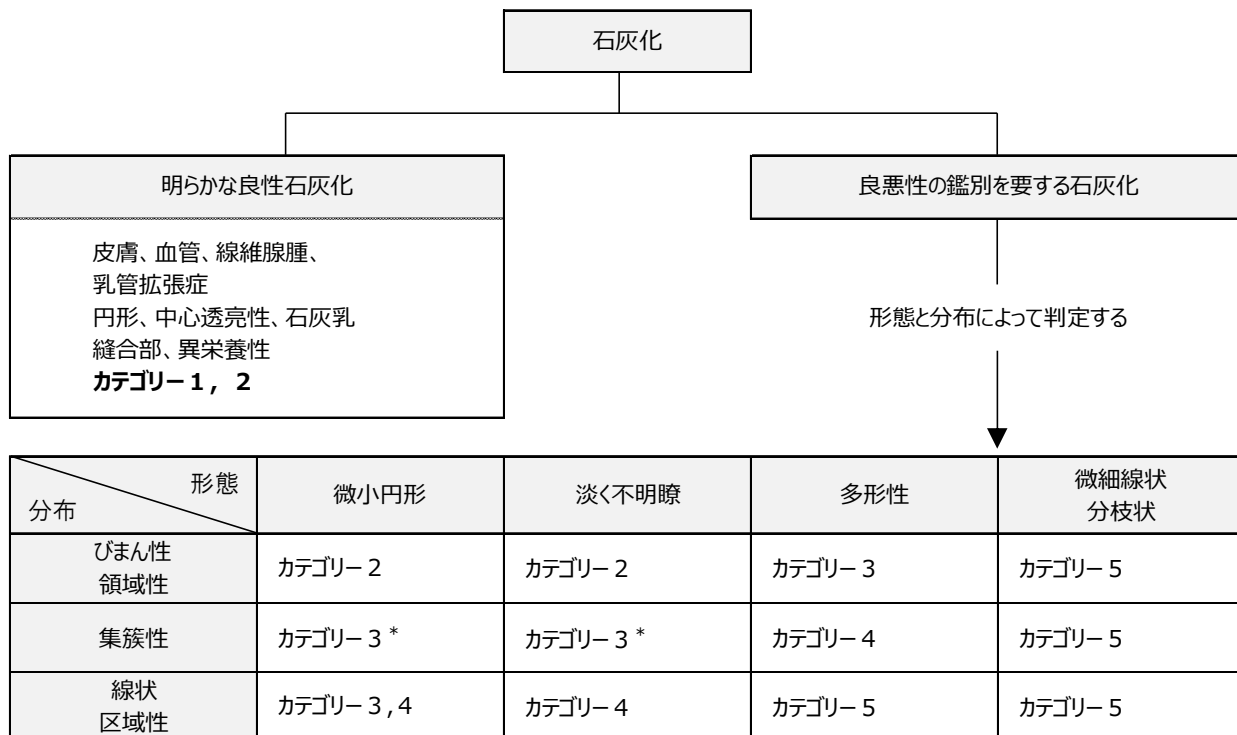 石灰化
明らかな良性石灰化
皮膚、血管、線維腺腫、
乳管拡張症
円形、中心透亮性、石灰乳
縫合部、異栄養性
カテゴリー１，２
良悪性の鑑別を要する石灰化
形態と分布によって判定する
形態
分布
微小円形
淡く不明瞭
多形性
微細線状
分枝状
びまん性
領域性
カテゴリー２
カテゴリー２
カテゴリー３
カテゴリー５
集簇性
カテゴリー３*
カテゴリー３*
カテゴリー４
カテゴリー５
線状
区域性
カテゴリー３,４
カテゴリー４
カテゴリー５
カテゴリー５